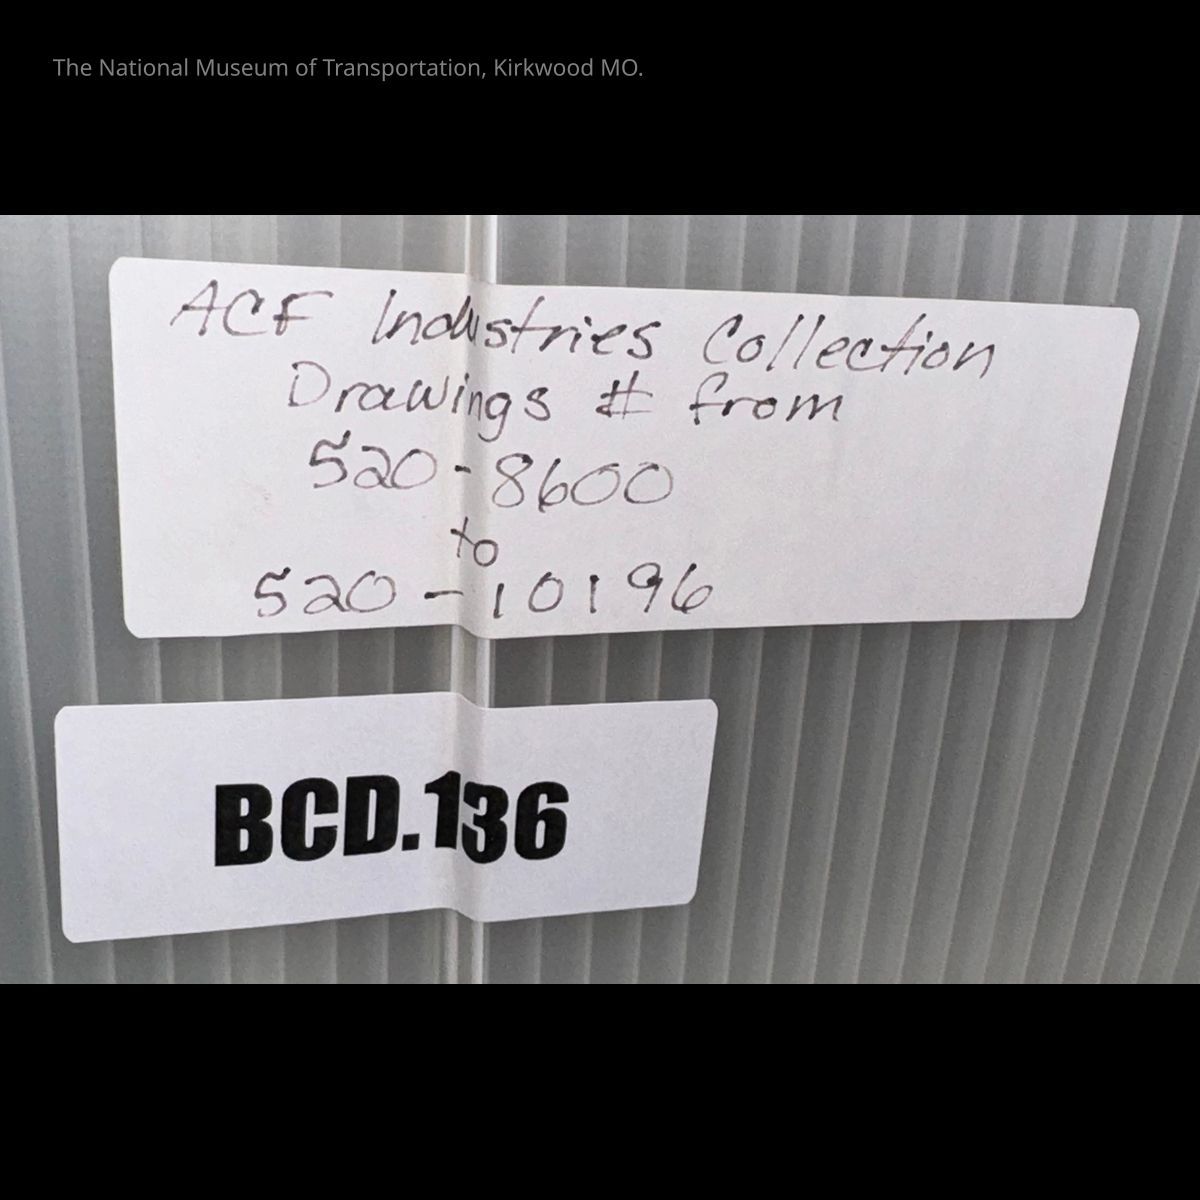 The National Museum of Transportation, Kirkwood MO.
ACF Industries Collection
Drawings # from
520-8600
to
520-10196
BCD.136